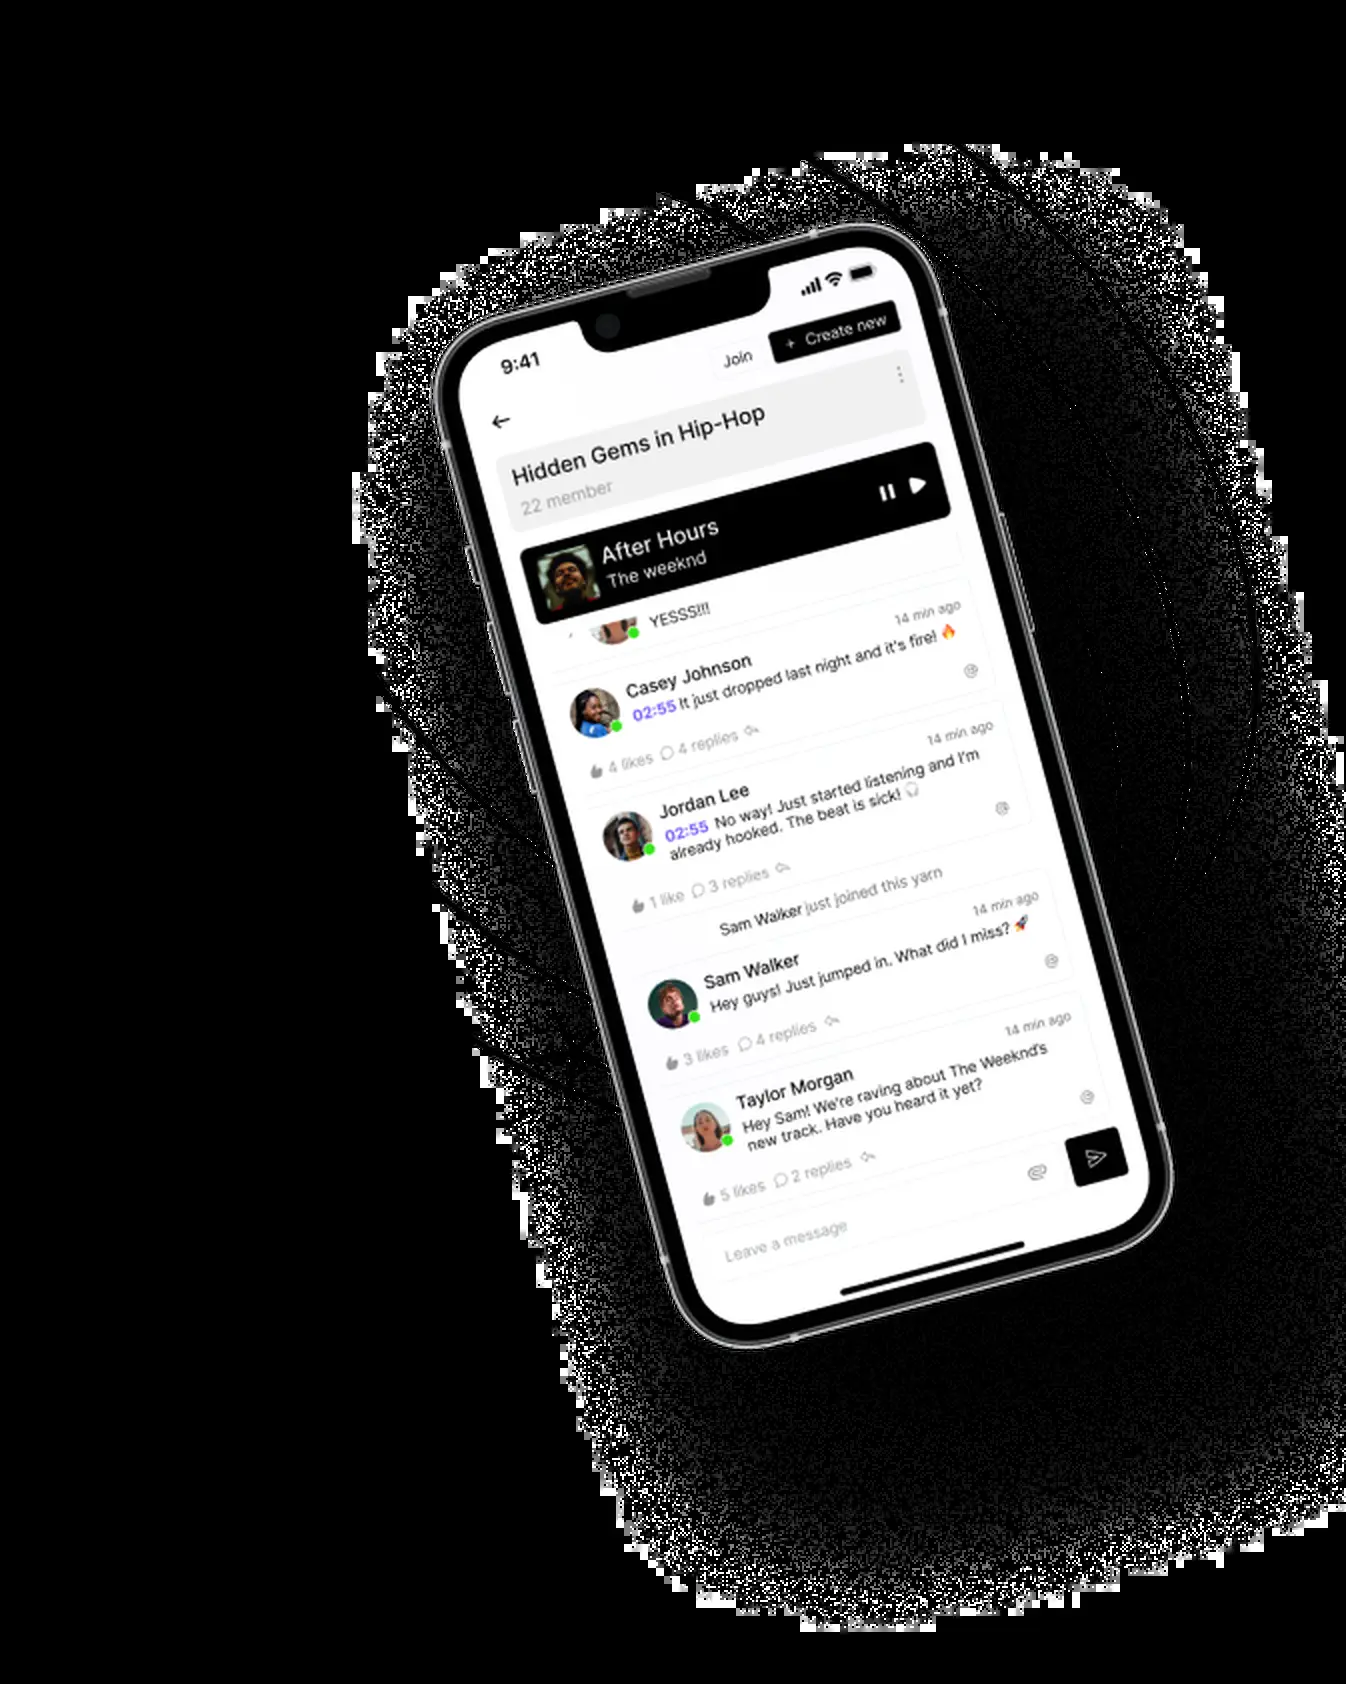 9:41
Join
+ Create new
Hidden Gems in Hip-Hop
22 member
After Hours
The weeknd
YESSS!!!
14 min ago
Casey Johnson
02:55 It just dropped last night and it's fire! 🔥
4 likes 4 replies
14 min ago
Jordan Lee
02:55 No way! Just started listening and I'm
already hooked. The beat is sick! 🎧
1 like 3 replies
Sam Walker just joined this yarn
14 min ago
Sam Walker
Hey guys! Just jumped in. What did I miss? 🚀
3 likes 4 replies
14 min ago
Taylor Morgan
Hey Sam! We're raving about The Weeknd's
new track. Have you heard it yet?
5 likes 2 replies
Leave a message